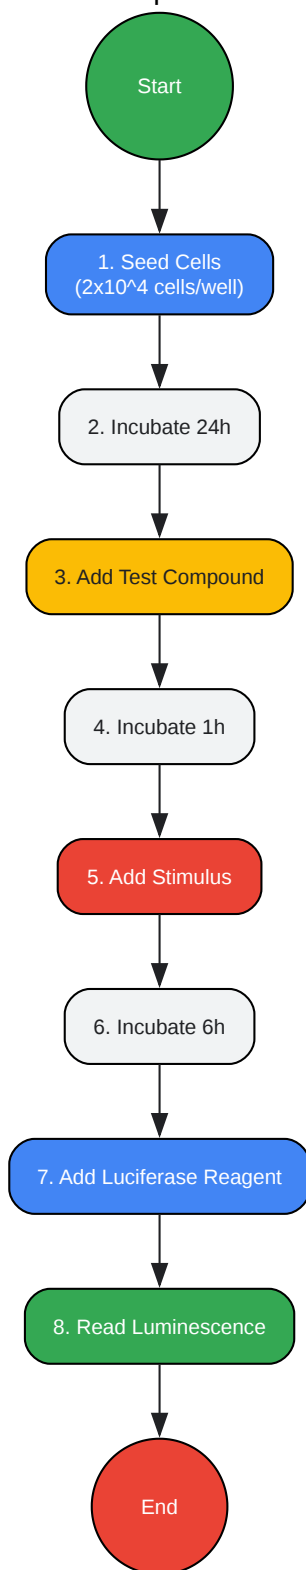 Start
1. Seed Cells
(2x10^4 cells/well)
2. Incubate 24h
3. Add Test Compound
4. Incubate 1h
5. Add Stimulus
6. Incubate 6h
7. Add Luciferase Reagent
8. Read Luminescence
End